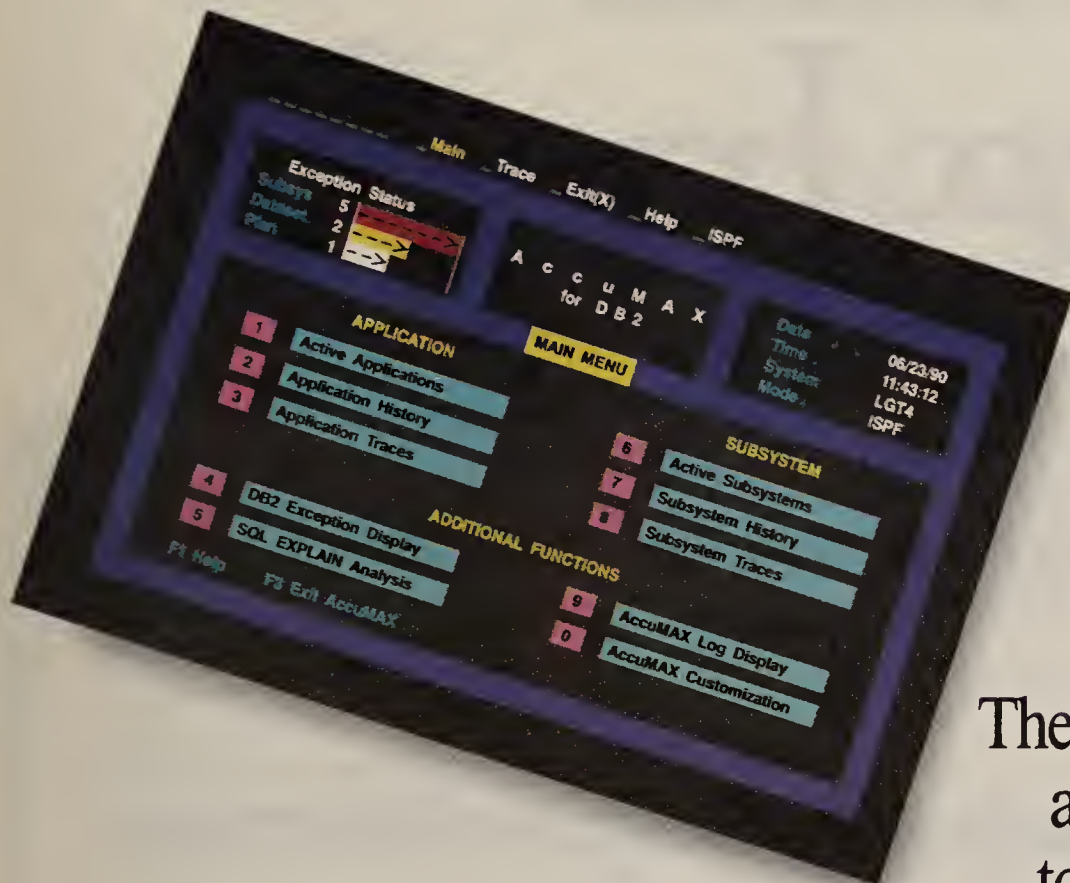 _ Main _ Trace _ Exit(X) _ Help _ ISPF
Exception Status
Subsys 5
Dataset 2
Plan 1
A c c u M A X
for D B 2
MAIN MENU
Date . . 06/23/90
Time . 11:43:12
System LGT4
Mode . ISPF
APPLICATION
1 Active Applications
2 Application History
3 Application Traces
SUBSYSTEM
6 Active Subsystems
7 Subsystem History
8 Subsystem Traces
ADDITIONAL FUNCTIONS
4 DB2 Exception Display
5 SQL EXPLAIN Analysis
9 AccuMAX Log Display
0 AccuMAX Customization
F1 Help F3 Exit AccuMAX
The
a
to